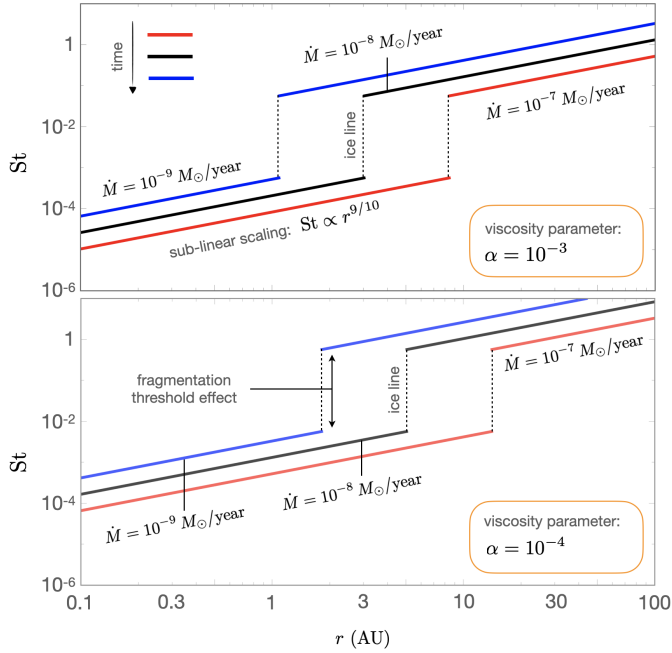 1
10⁻²
10⁻⁴
10⁻⁶
St
time
Ṁ = 10⁻⁸ M⊙/year
Ṁ = 10⁻⁷ M⊙/year
ice line
Ṁ = 10⁻⁹ M⊙/year
sub-linear scaling: St ∝ r^{9/10}
viscosity parameter:
α = 10⁻³
1
10⁻²
10⁻⁴
10⁻⁶
St
Ṁ = 10⁻⁷ M⊙/year
fragmentation
threshold effect
ice line
Ṁ = 10⁻⁸ M⊙/year
Ṁ = 10⁻⁹ M⊙/year
viscosity parameter:
α = 10⁻⁴
0.1 0.3 1 3 10 30 100
r (AU)